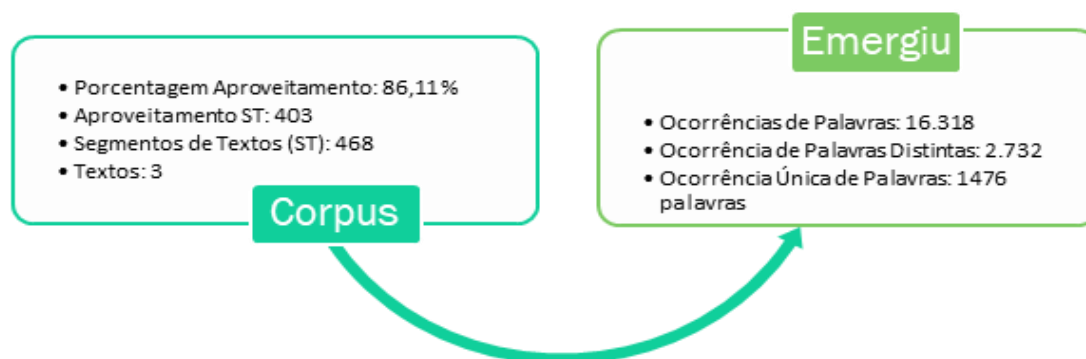 • Porcentagem Aproveitamento: 86,11%
• Aproveitamento ST: 403
• Segmentos de Textos (ST): 468
• Textos: 3
Corpus
Emergiu
• Ocorrências de Palavras: 16.318
• Ocorrência de Palavras Distintas: 2.732
• Ocorrência Única de Palavras: 1476
palavras